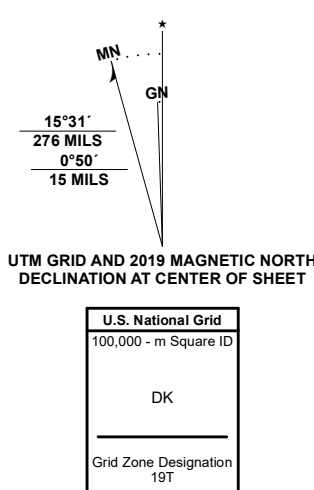 ★
MN
GN
15°31´
276 MILS
0°50´
15 MILS
UTM GRID AND 2019 MAGNETIC NORTH
DECLINATION AT CENTER OF SHEET
U.S. National Grid
100,000 - m Square ID
DK
Grid Zone Designation
19T